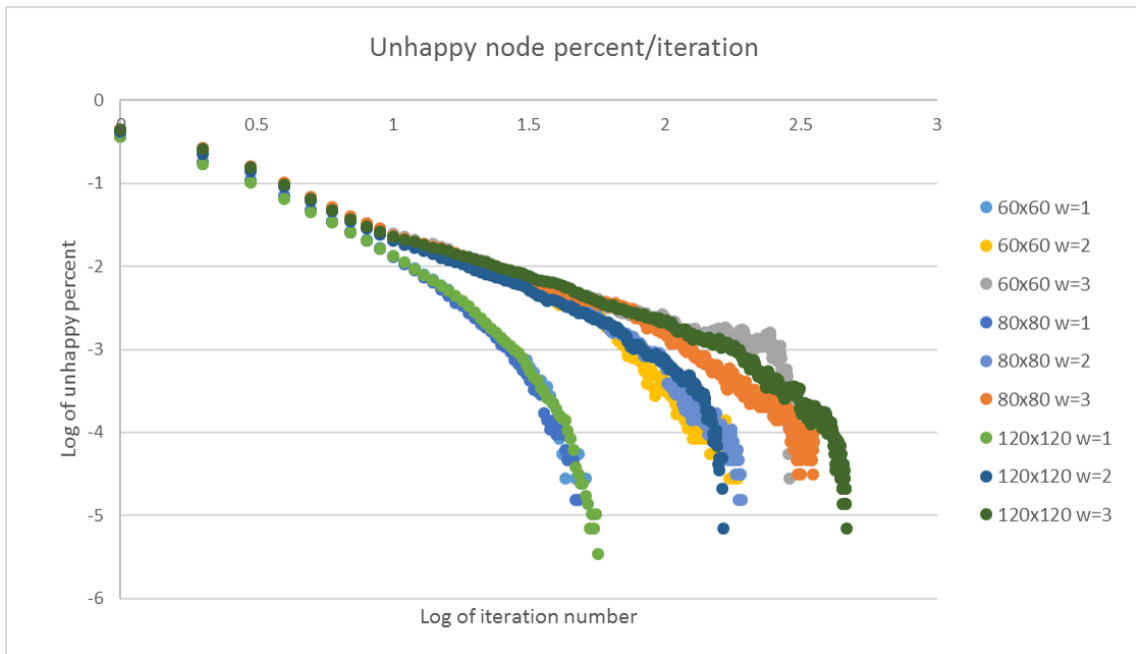 Unhappy node percent/iteration
0
0 0.5 1 1.5 2 2.5 3
-1
-2
-3
-4
-5
-6
Log of unhappy percent
Log of iteration number
60x60 w=1
60x60 w=2
60x60 w=3
80x80 w=1
80x80 w=2
80x80 w=3
120x120 w=1
120x120 w=2
120x120 w=3